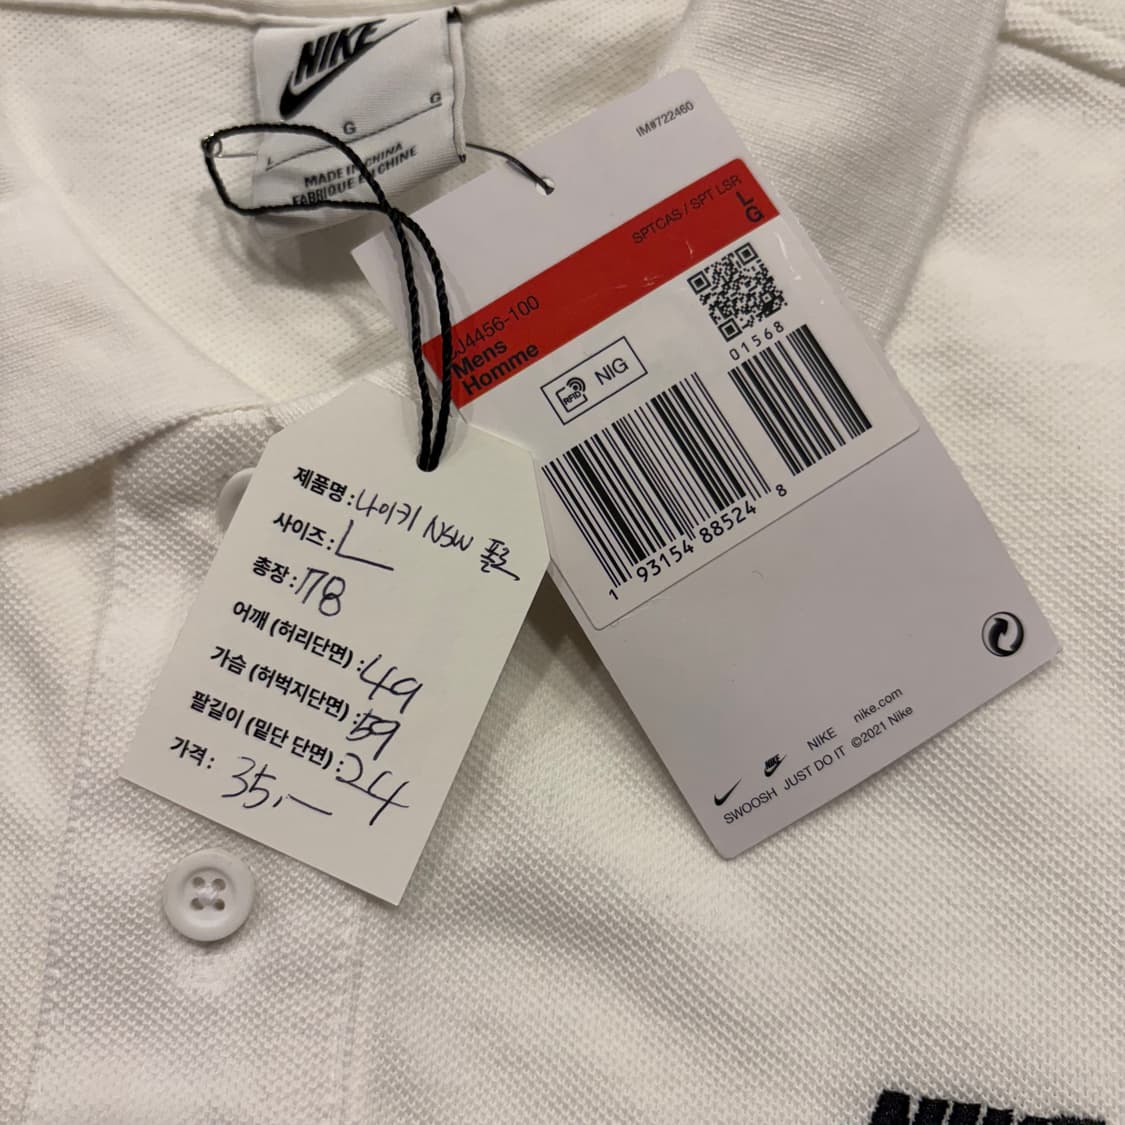 NIKE
G
G
L
MADE IN CHINA
FABRIQUE EN CHINE
IM#722460
SPTCAS / SPT LSR
L
G
J4456-100
Mens
Homme
RFID
NIG
01568
1 93154 88524 8
nike.com
NIKE
©2021 Nike
SWOOSH JUST DO IT
제품명: 나이키 NSW 폴로
사이즈: L
총장: 78
어깨 (허리단면): 49
가슴 (허벅지단면): 59
팔길이 (밑단 단면): 24
가격: 35,—